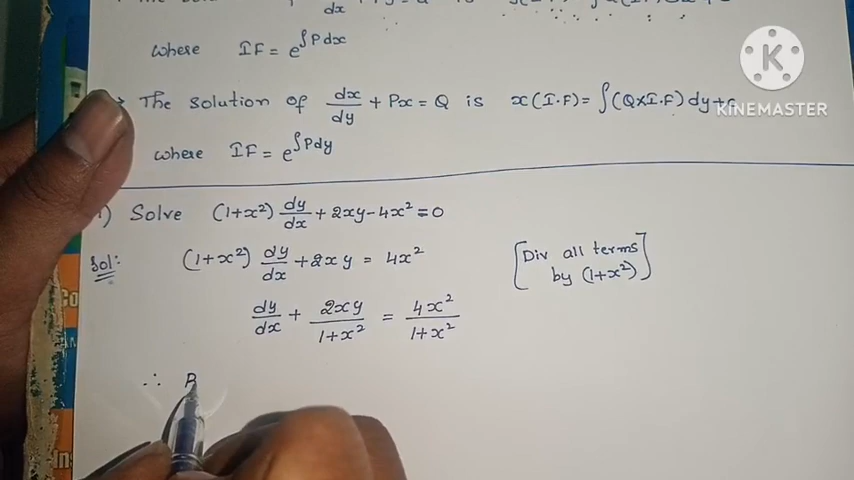 dx
where IF = e^∫Pdx
The solution of dx/dy + Px = Q is x(I.F) = ∫(Q×I.F) dy+c
where IF = e^∫Pdy
KINEMASTER
1) Solve (1+x²) dy/dx + 2xy - 4x² = 0
Sol: (1+x²) dy/dx + 2xy = 4x² [Div all terms
by (1+x²)]
dy/dx + 2xy/1+x² = 4x²/1+x²
∴ P